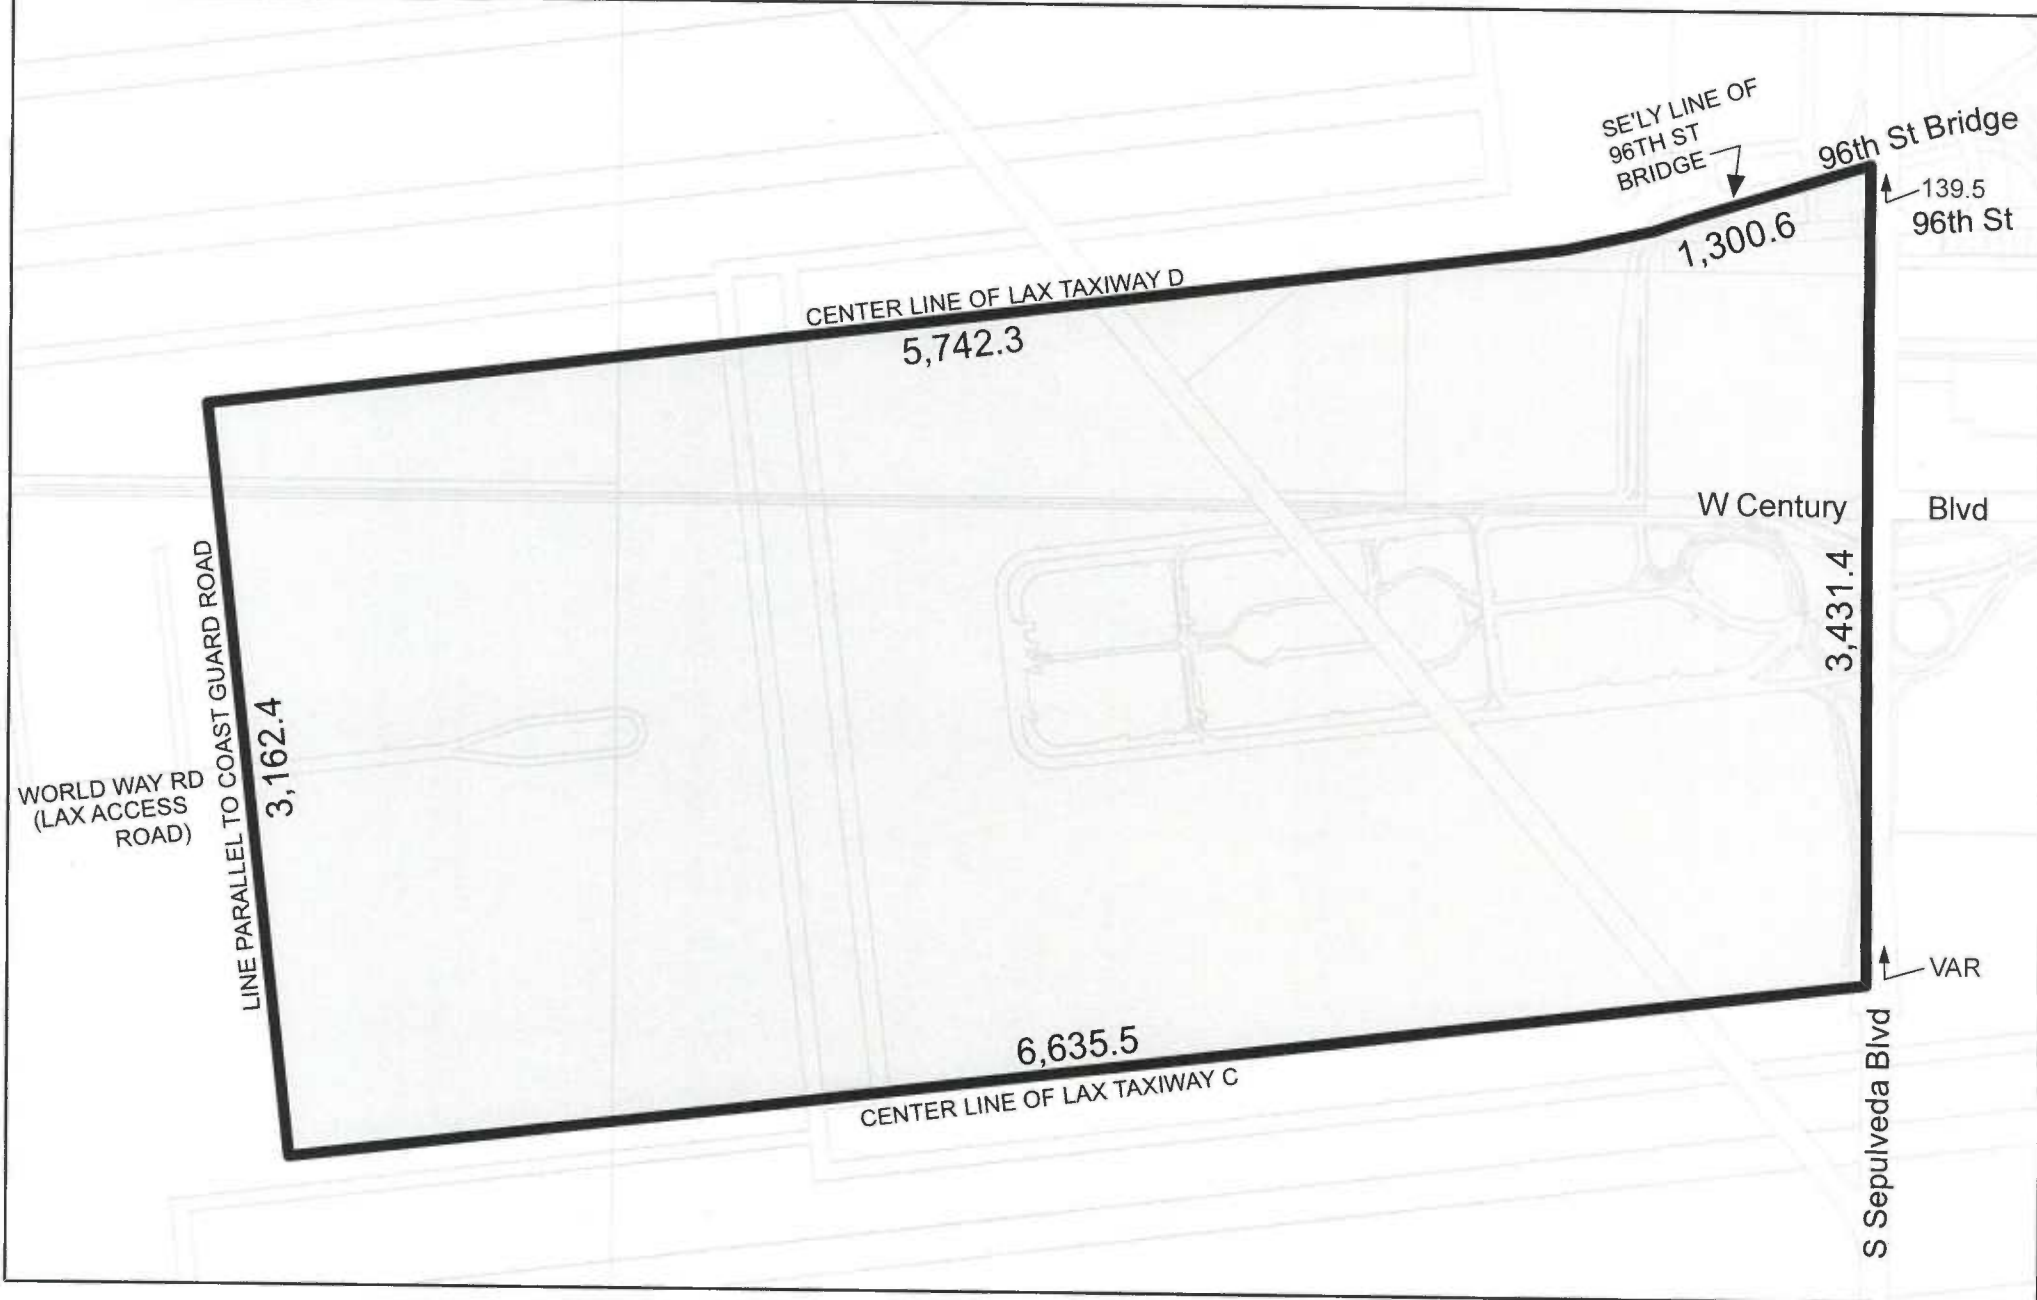 SE'LY LINE OF
96TH ST
BRIDGE
96th St Bridge
139.5
96th St
1,300.6
CENTER LINE OF LAX TAXIWAY D
5,742.3
W Century
Blvd
LINE PARALLEL TO COAST GUARD ROAD
3,162.4
3,431.4
WORLD WAY RD
(LAX ACCESS
ROAD)
VAR
6,635.5
CENTER LINE OF LAX TAXIWAY C
S Sepulveda Blvd